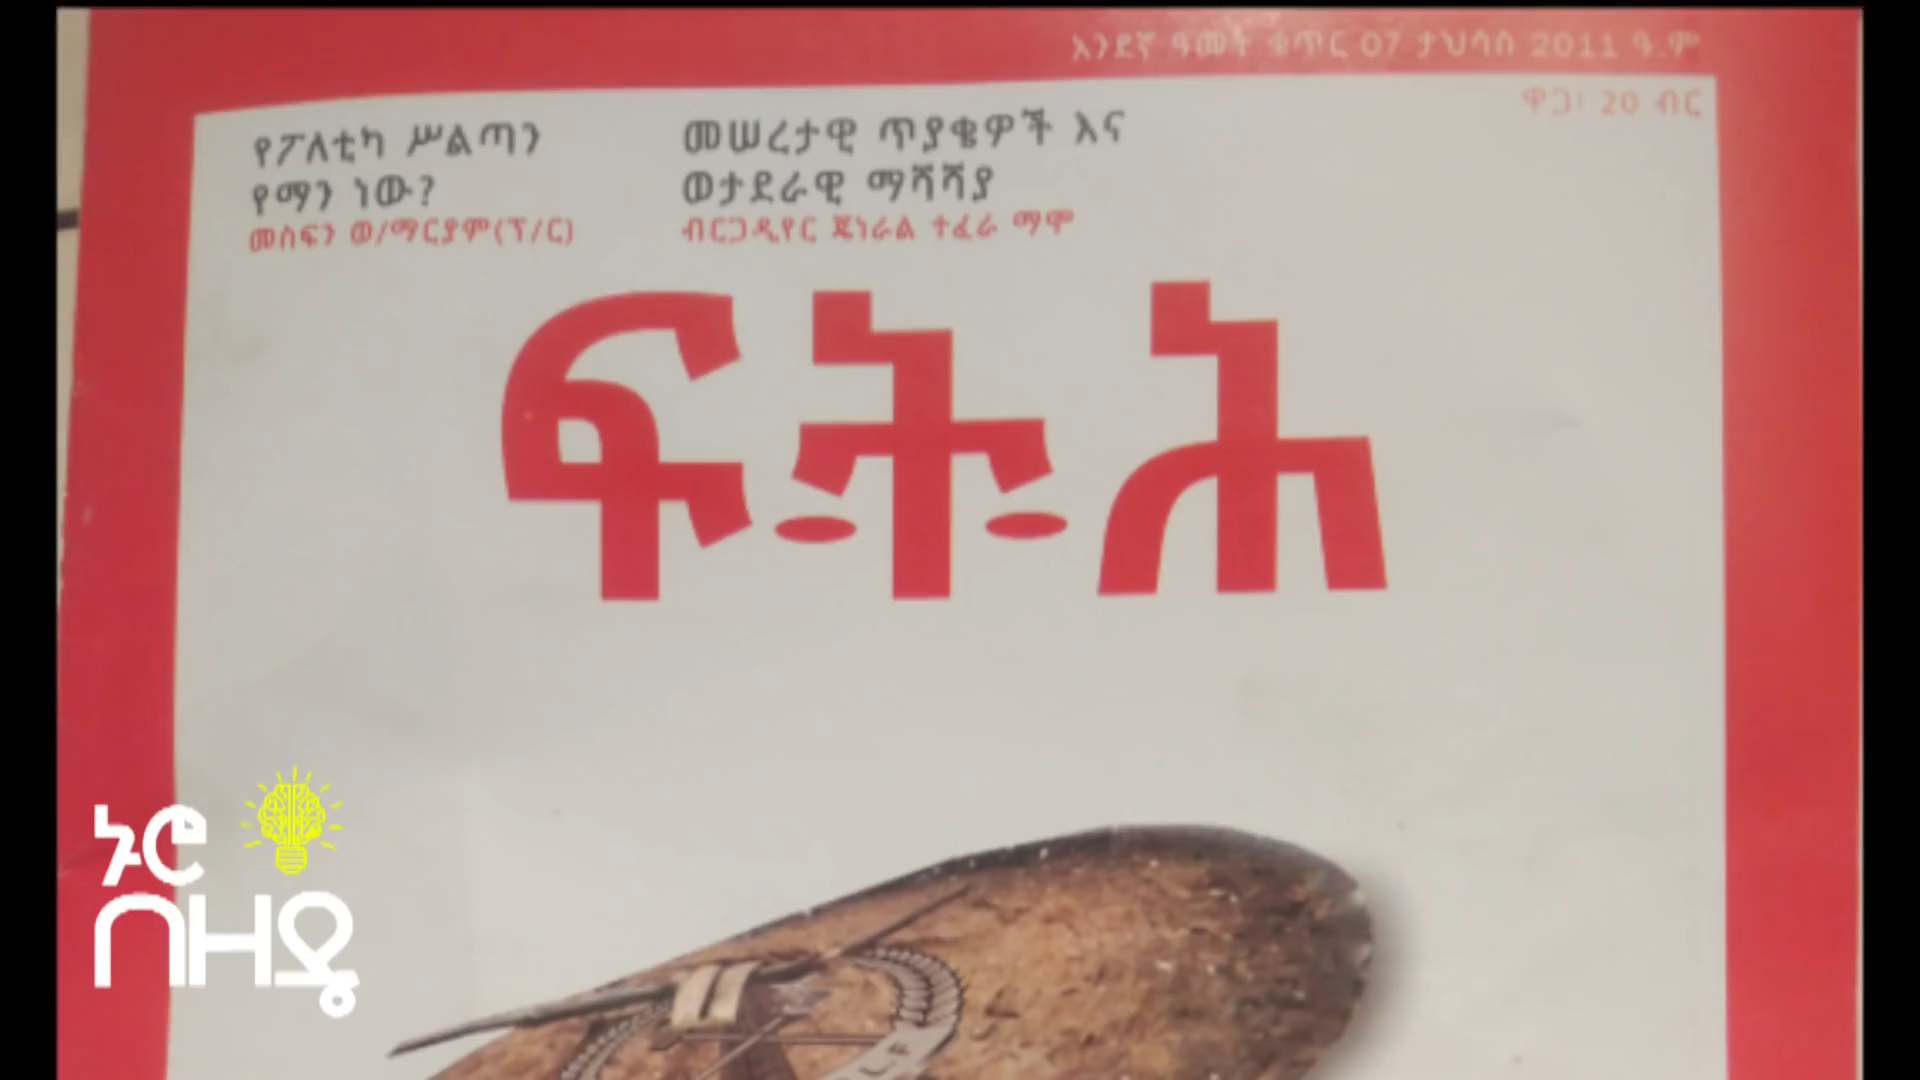 አንደኛ ዓመት ቁጥር 07 ታህሳስ 2011 ዓ.ም
ዋጋ፡ 20 ብር
የፖለቲካ ሥልጣን
የማን ነው?
መስፍን ወ/ማርያም(ፕ/ር)
መሠረታዊ ጥያቄዎች እና
ወታደራዊ ማሻሻያ
ብርጋዲየር ጄነራል ተፈራ ማሞ
ፍትሕ
ኑሮ
በዘዴ